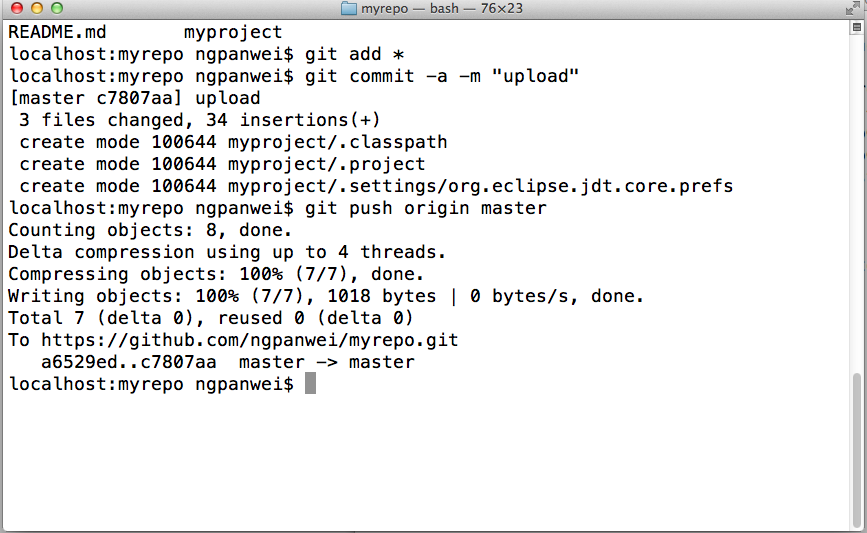 myrepo — bash — 76×23
README.md       myproject
localhost:myrepo ngpanwei$ git add *
localhost:myrepo ngpanwei$ git commit -a -m "upload"
[master c7807aa] upload
 3 files changed, 34 insertions(+)
 create mode 100644 myproject/.classpath
 create mode 100644 myproject/.project
 create mode 100644 myproject/.settings/org.eclipse.jdt.core.prefs
localhost:myrepo ngpanwei$ git push origin master
Counting objects: 8, done.
Delta compression using up to 4 threads.
Compressing objects: 100% (7/7), done.
Writing objects: 100% (7/7), 1018 bytes | 0 bytes/s, done.
Total 7 (delta 0), reused 0 (delta 0)
To https://github.com/ngpanwei/myrepo.git
   a6529ed..c7807aa  master -> master
localhost:myrepo ngpanwei$